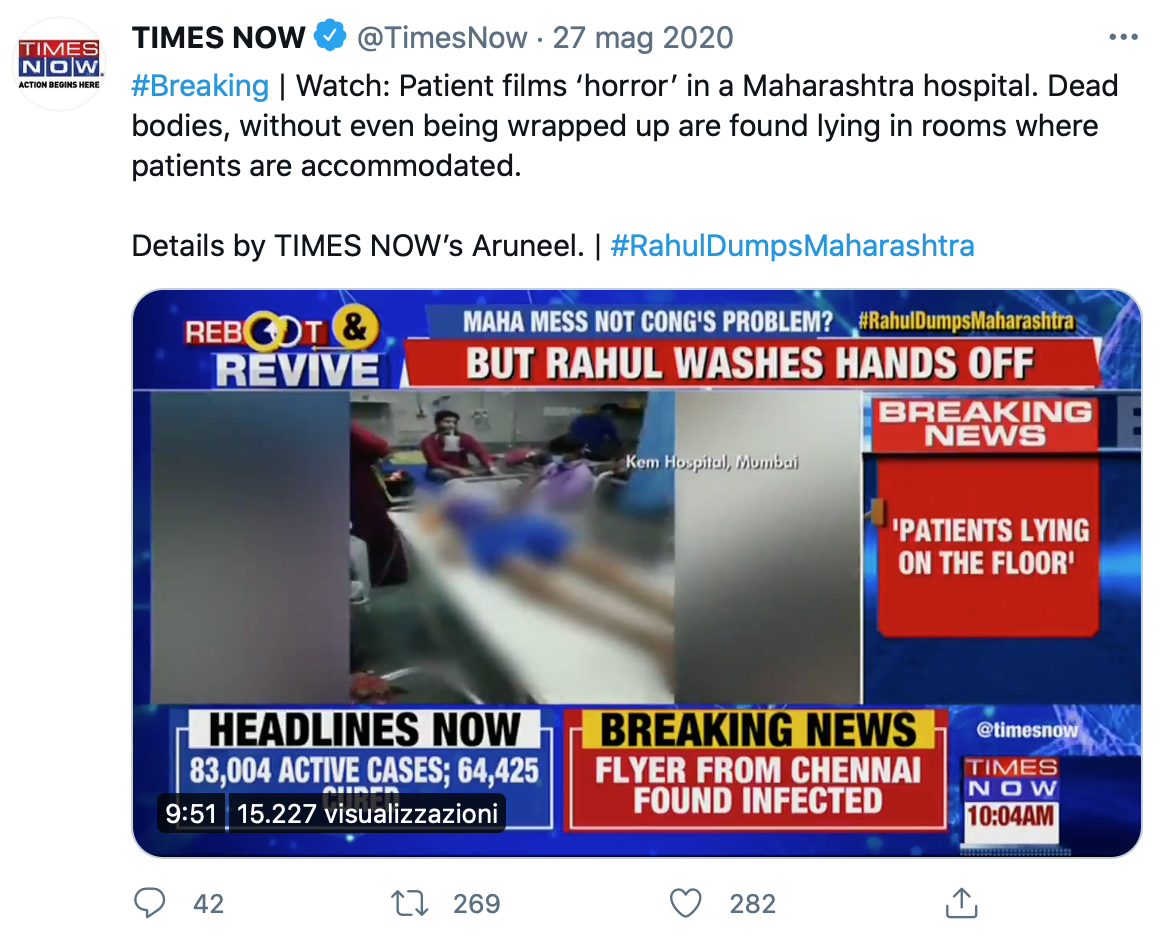 TIMES NOW @TimesNow · 27 mag 2020
TIMES
NOW
ACTION BEGINS HERE
#Breaking | Watch: Patient films ‘horror’ in a Maharashtra hospital. Dead
bodies, without even being wrapped up are found lying in rooms where
patients are accommodated.
Details by TIMES NOW’s Aruneel. | #RahulDumpsMaharashtra
REBOOT &
REVIVE
MAHA MESS NOT CONG'S PROBLEM? #RahulDumpsMaharashtra
BUT RAHUL WASHES HANDS OFF
Kem Hospital, Mumbai
BREAKING
NEWS
'PATIENTS LYING
ON THE FLOOR'
HEADLINES NOW
83,004 ACTIVE CASES; 64,425
CURED
9:51 15.227 visualizzazioni
BREAKING NEWS
FLYER FROM CHENNAI
FOUND INFECTED
@timesnow
TIMES
NOW
10:04AM
42 269 282